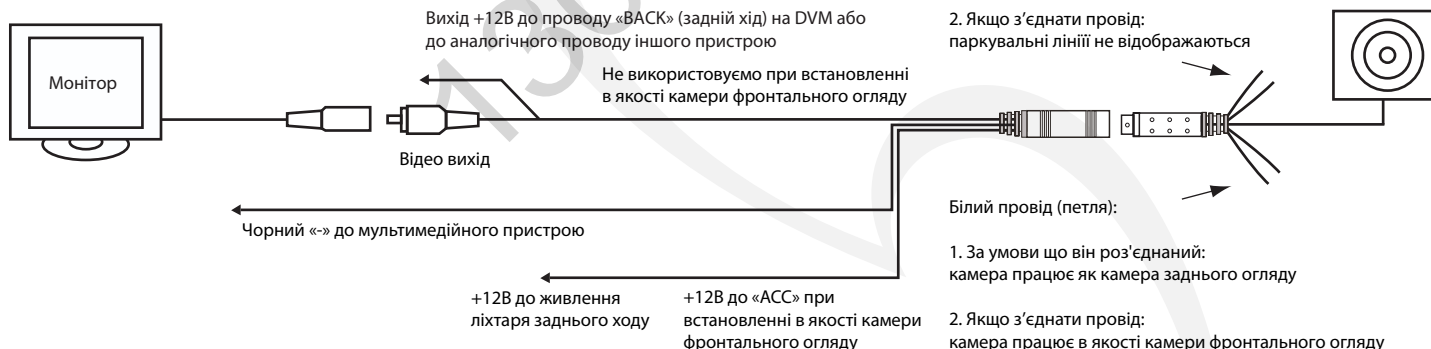 Вихід +12В до проводу «BACK» (задній хід) на DVM або
до аналогічного проводу іншого пристрою
2. Якщо з’єднати провід:
паркувальні лініїї не відображаються
Монітор
Не використовуємо при встановленні
в якості камери фронтального огляду
Відео вихід
Чорний «-» до мультимедійного пристрою
Білий провід (петля):
1. За умови що він роз'єднаний:
камера працює як камера заднього огляду
+12В до живлення
ліхтаря заднього ходу
+12В до «ACC» при
встановленні в якості камери
фронтального огляду
2. Якщо з’єднати провід:
камера працює в якості камери фронтального огляду